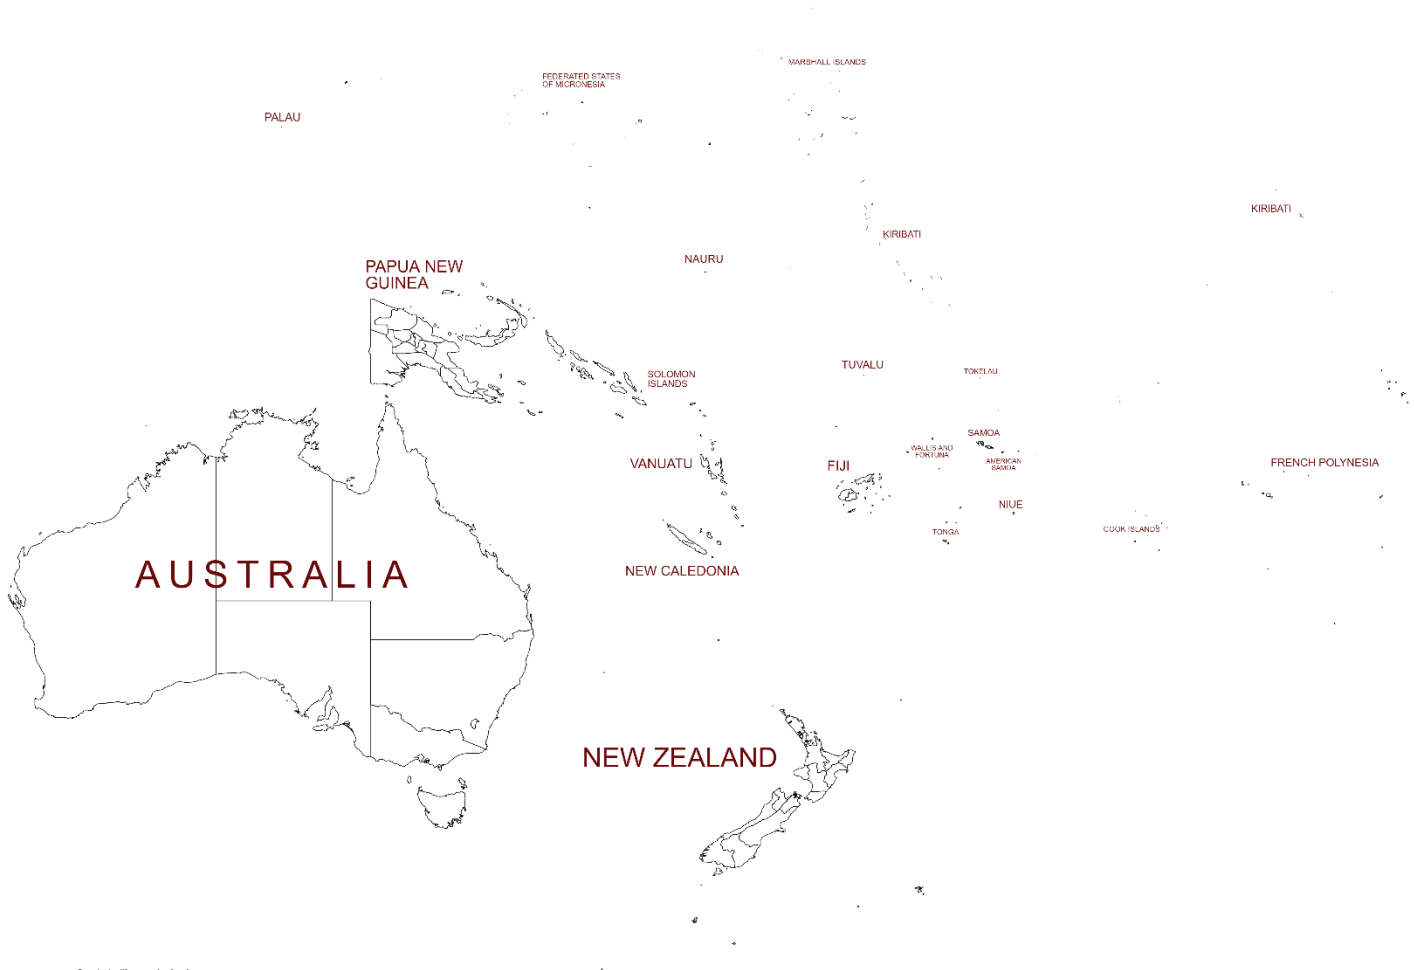 MARSHALL ISLANDS
FEDERATED STATES
OF MICRONESIA
PALAU
KIRIBATI
KIRIBATI
NAURU
PAPUA NEW
GUINEA
TUVALU
TOKELAU
SOLOMON
ISLANDS
SAMOA
WALLIS AND
FORTUNA
AMERICAN
SAMOA
VANUATU
FIJI
FRENCH POLYNESIA
NIUE
TONGA
COOK ISLANDS
NEW CALEDONIA
AUSTRALIA
NEW ZEALAND